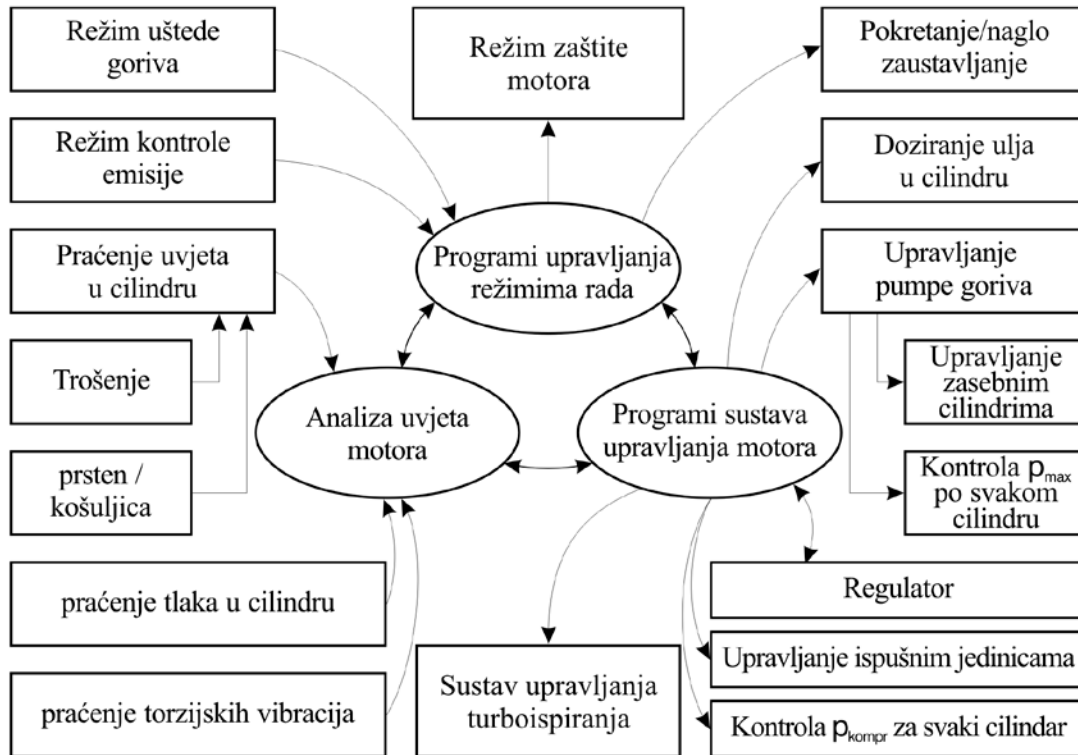 Režim uštede
goriva
Režim zaštite
motora
Pokretanje/naglo
zaustavljanje
Režim kontrole
emisije
Doziranje ulja
u cilindru
Praćenje uvjeta
u cilindru
Programi upravljanja
režimima rada
Upravljanje
pumpe goriva
Trošenje
Analiza uvjeta
motora
Programi sustava
upravljanja motora
Upravljanje
zasebnim
cilindrima
prsten /
košuljica
Kontrola pmax
po svakom
cilindru
praćenje tlaka u cilindru
Regulator
Upravljanje ispušnim jedinicama
praćenje torzijskih vibracija
Sustav upravljanja
turboispiranja
Kontrola pkompr za svaki cilindar